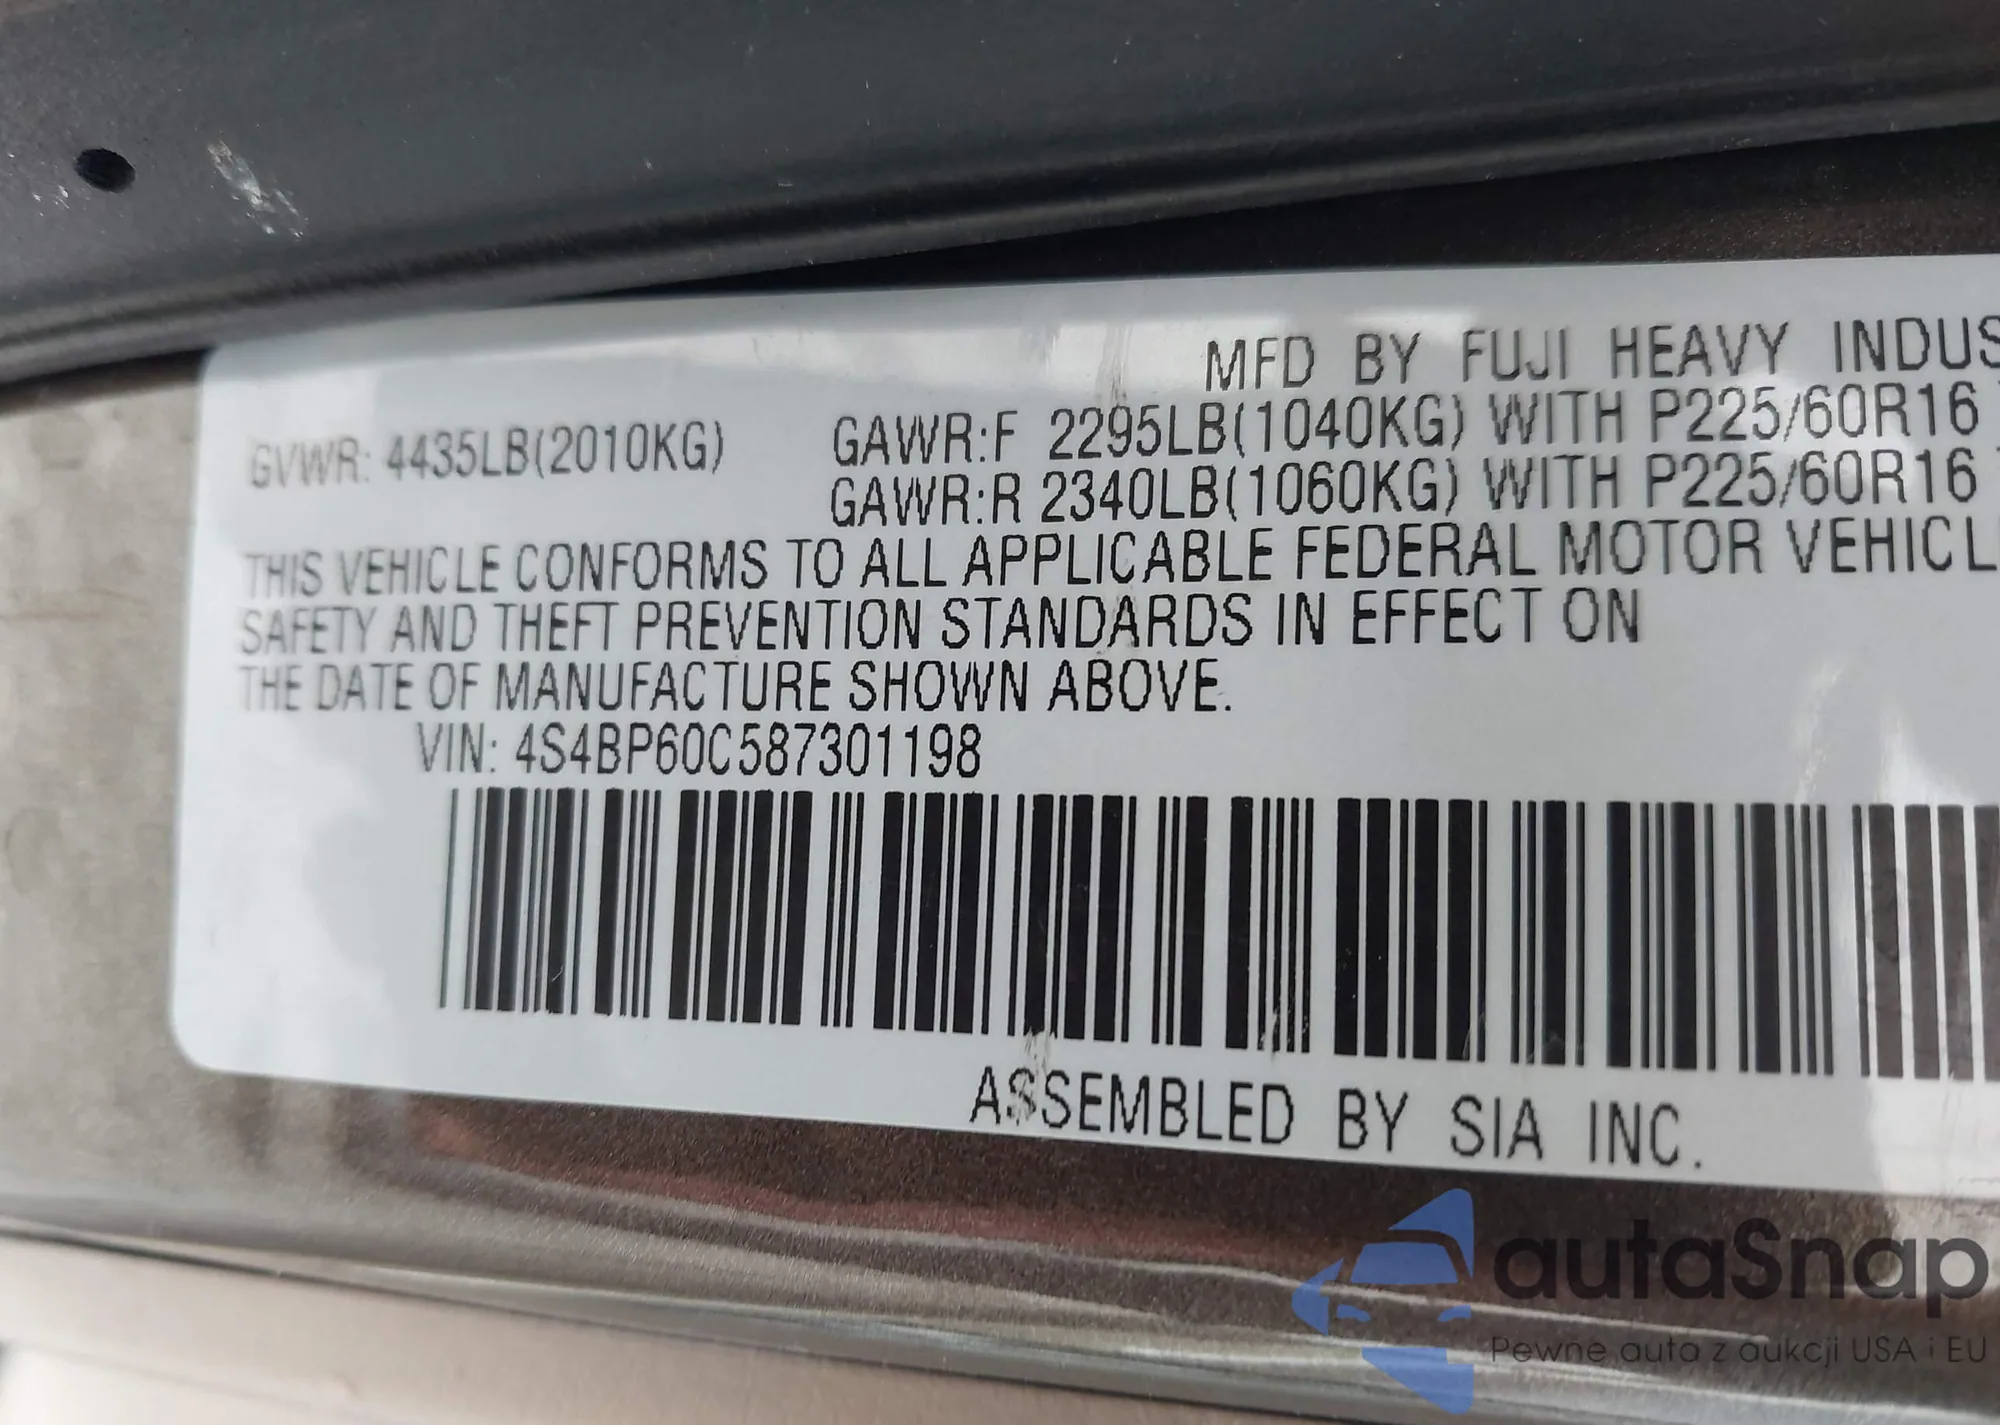 MFD BY FUJI HEAVY INDUS
GVWR: 4435LB(2010KG) GAWR:F 2295LB(1040KG) WITH P225/60R16
GAWR:R 2340LB(1060KG) WITH P225/60R16
THIS VEHICLE CONFORMS TO ALL APPLICABLE FEDERAL MOTOR VEHICL
SAFETY AND THEFT PREVENTION STANDARDS IN EFFECT ON
THE DATE OF MANUFACTURE SHOWN ABOVE.
VIN: 4S4BP60C587301198
ASSEMBLED BY SIA INC.
autaSnap
Pewne auta z aukcji USA i EU